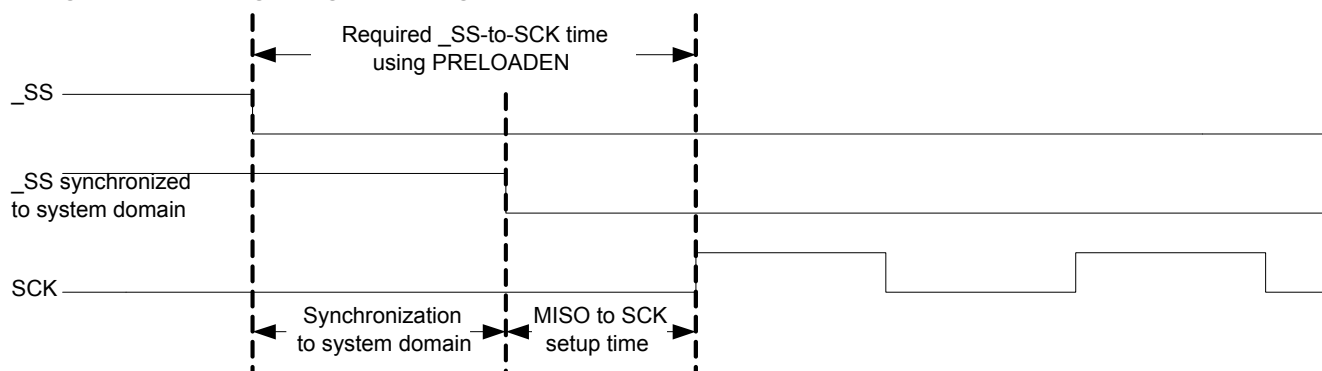 Required _SS-to-SCK time
using PRELOADEN
_SS
_SS synchronized
to system domain
SCK
Synchronization
to system domain
MISO to SCK
setup time